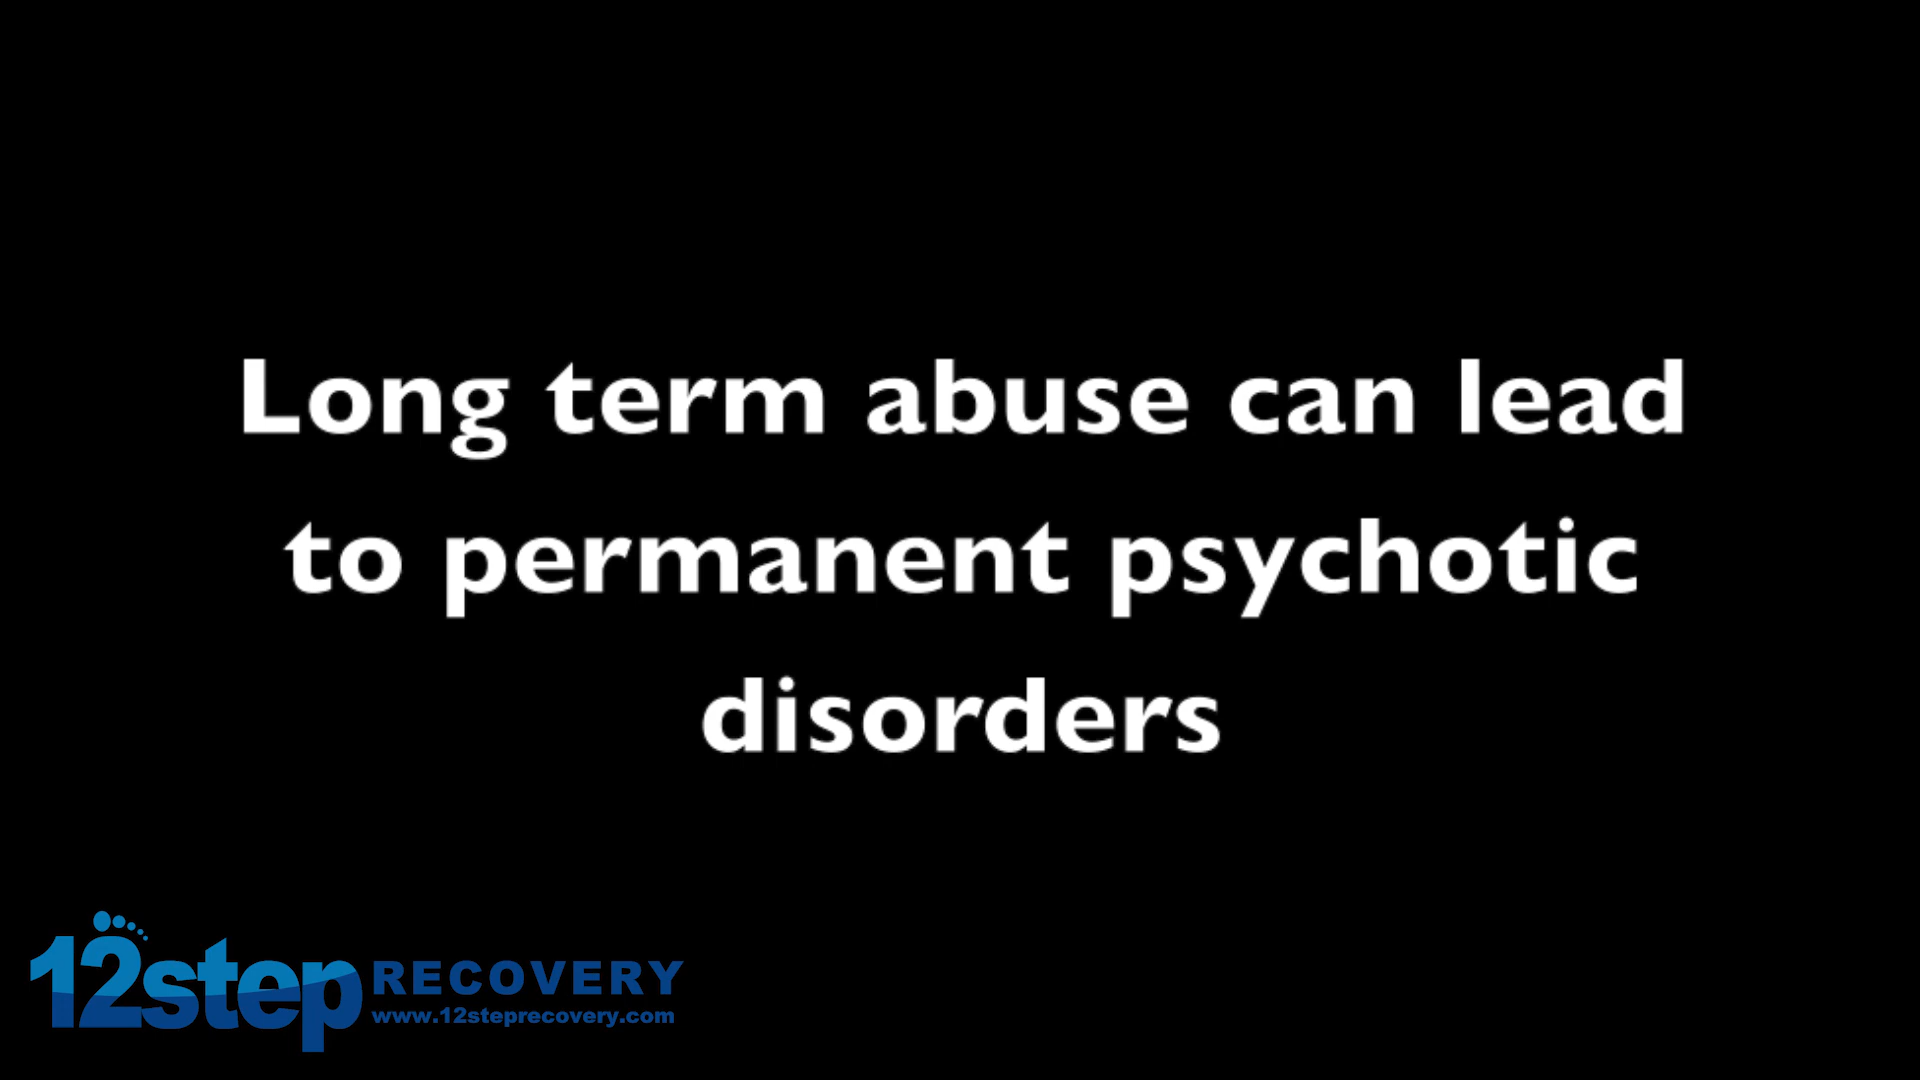 Long term abuse can lead
to permanent psychotic
disorders
12step RECOVERY
www.12steprecovery.com